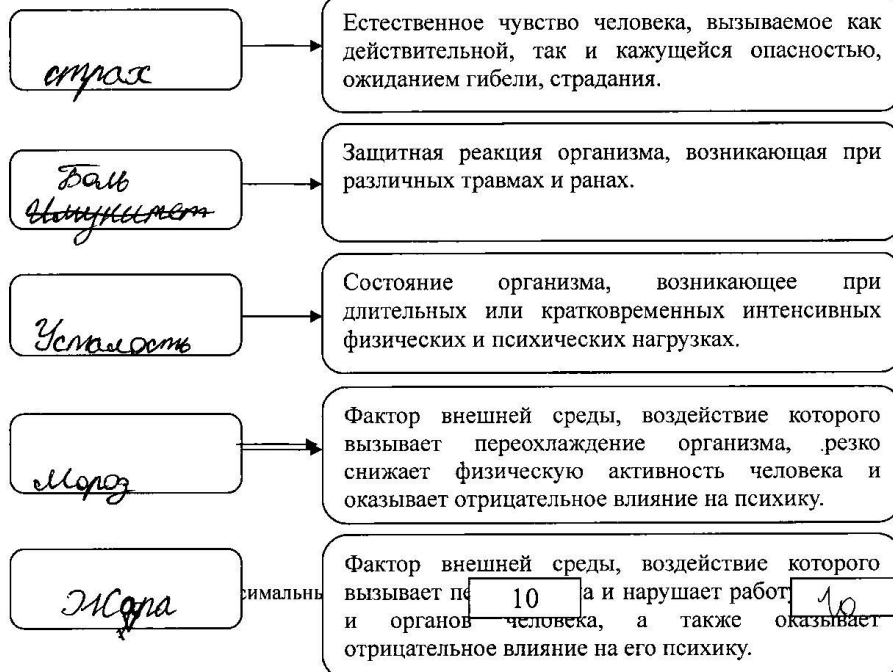 страх
Естественное чувство человека, вызываемое как
действительной, так и кажущейся опасностью,
ожиданием гибели, страдания.
Боль
Защитная реакция организма, возникающая при
различных травмах и ранах.
Усталость
Состояние организма, возникающее при
длительных или кратковременных интенсивных
физических и психических нагрузках.
Мороз
Фактор внешней среды, воздействие которого
вызывает переохлаждение организма, резко
снижает физическую активность человека и
оказывает отрицательное влияние на психику.
Жара
Фактор внешней среды, воздействие которого
вызывает а и нарушает работ
и органов человека, а также оказывает
отрицательное влияние на его психику.
симальны 10 10